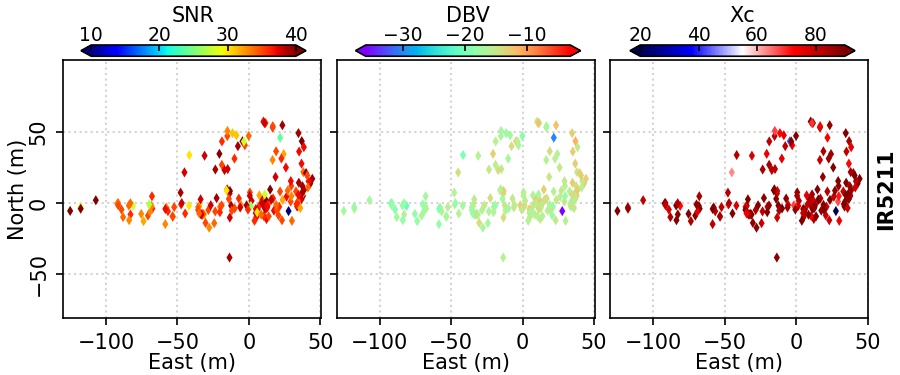 SNR DBV Xc
10 20 30 40 −30 −20 −10 20 40 60 80
50
0
−50
North (m)
IR5211
−100 −50 0 50 −100 −50 0 50 −100 −50 0 50
East (m) East (m) East (m)